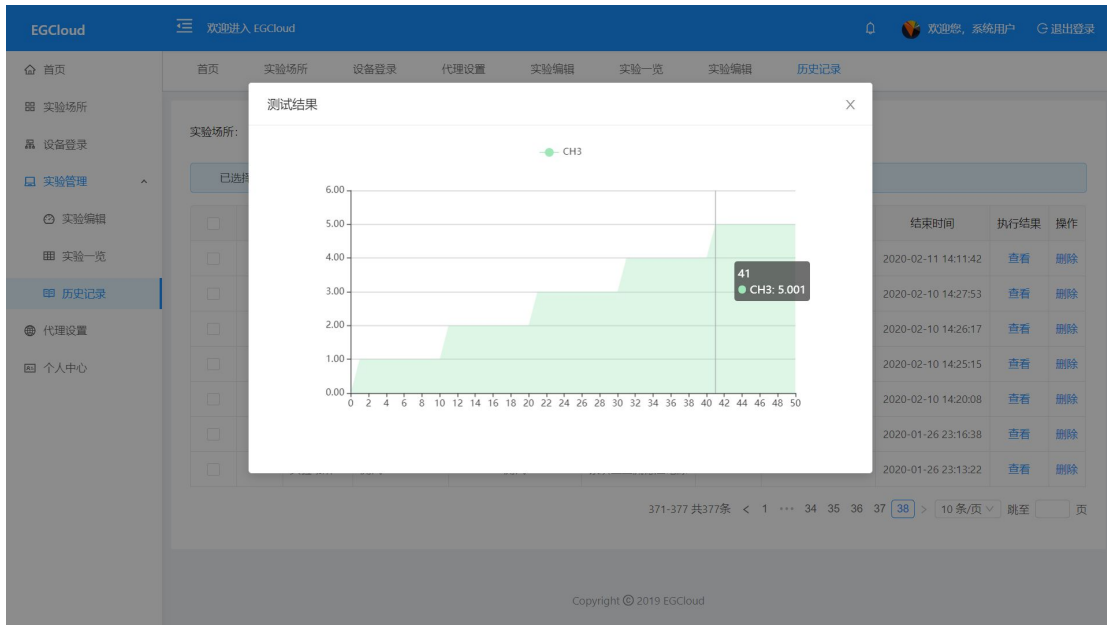 EGCloud
欢迎进入 EGCloud
欢迎您，系统用户
退出登录
首页
实验场所
设备登录
实验管理
实验编辑
实验一览
历史记录
代理设置
个人中心
首页 实验场所 设备登录 代理设置 实验编辑 实验一览 实验编辑 历史记录
实验场所:
已选择
测试结果
CH3
6.00
5.00
4.00
3.00
2.00
1.00
0.00
0 2 4 6 8 10 12 14 16 18 20 22 24 26 28 30 32 34 36 38 40 42 44 46 48 50
41
CH3: 5.001
结束时间 执行结果 操作
2020-02-11 14:11:42 查看 删除
2020-02-10 14:27:53 查看 删除
2020-02-10 14:26:17 查看 删除
2020-02-10 14:25:15 查看 删除
2020-02-10 14:20:08 查看 删除
2020-01-26 23:16:38 查看 删除
2020-01-26 23:13:22 查看 删除
371-377 共377条 < 1 ··· 34 35 36 37 38 > 10 条/页 跳至 页
Copyright © 2019 EGCloud